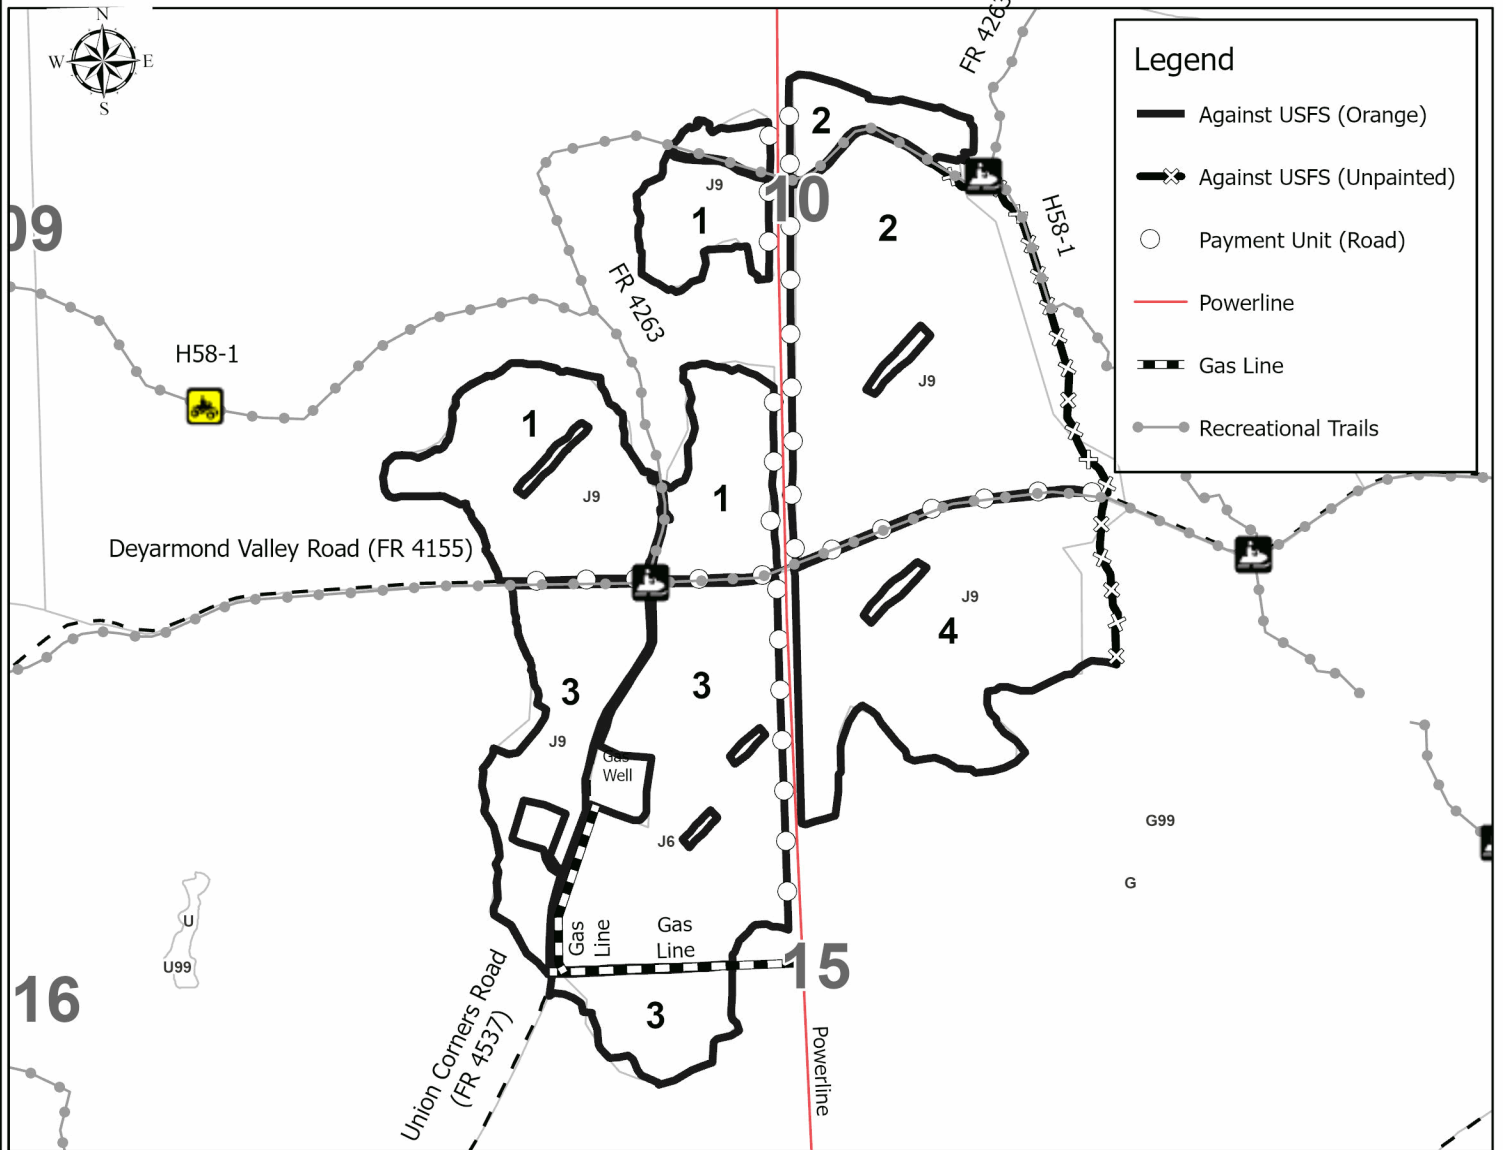 N
W E
S
FR 4263
Legend
Against USFS (Orange)
Against USFS (Unpainted)
Payment Unit (Road)
Powerline
Gas Line
Recreational Trails
2
J9
10
09
1
2
H58-1
FR 4263
H58-1
J9
1
J9
1
Deyarmond Valley Road (FR 4155)
J9
4
3
3
J9
Gas
Well
J6
G99
G
U
U99
Gas
Line
Gas
Line
15
16
3
Union Corners Road
(FR 4537)
Powerline